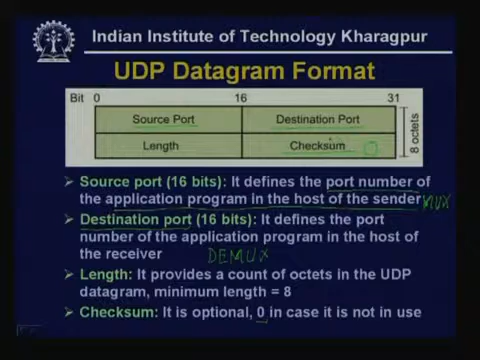 Indian Institute of Technology Kharagpur
UDP Datagram Format
Bit 0 16 31
Source Port Destination Port
Length Checksum
8 octets
Source port (16 bits): It defines the port number of
the application program in the host of the sender MUX
Destination port (16 bits): It defines the port
number of the application program in the host of
the receiver DEMUX
Length: It provides a count of octets in the UDP
datagram, minimum length = 8
Checksum: It is optional, 0 in case it is not in use